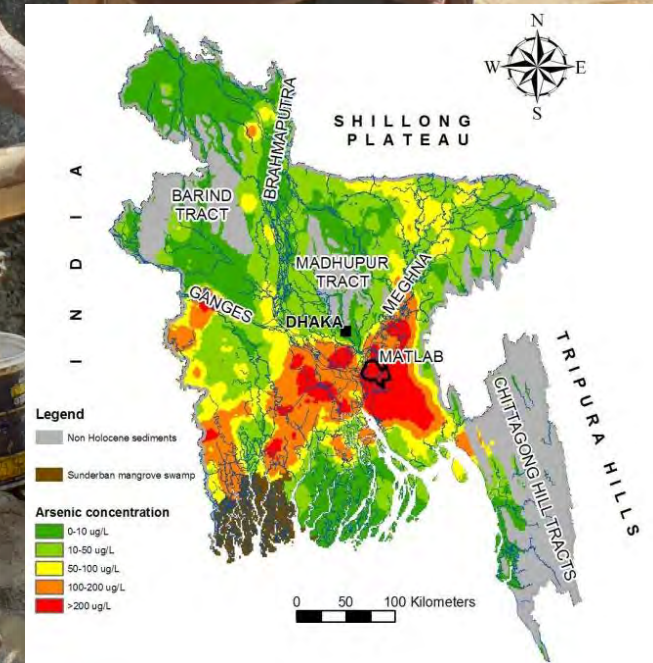 N
W E
S
SHILLONG
PLATEAU
INDIA
BRAHMAPUTRA
BARIND
TRACT
MADHUPUR
TRACT
MEGHNA
GANGES
DHAKA
MATLAB
TRIPURA HILLS
CHITTAGONG HILL TRACTS
Legend
Non Holocene sediments
Sunderban mangrove swamp
Arsenic concentration
0-10 ug/L
10-50 ug/L
50-100 ug/L
100-200 ug/L
>200 ug/L
0 50 100 Kilometers